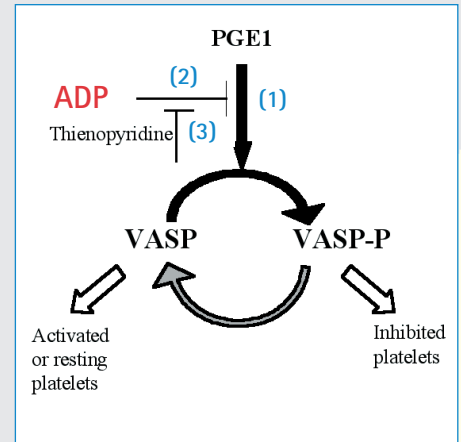 PGE1
(2)
ADP
(1)
Thienopyridine
(3)
VASP
VASP-P
Activated
or resting
platelets
Inhibited
platelets